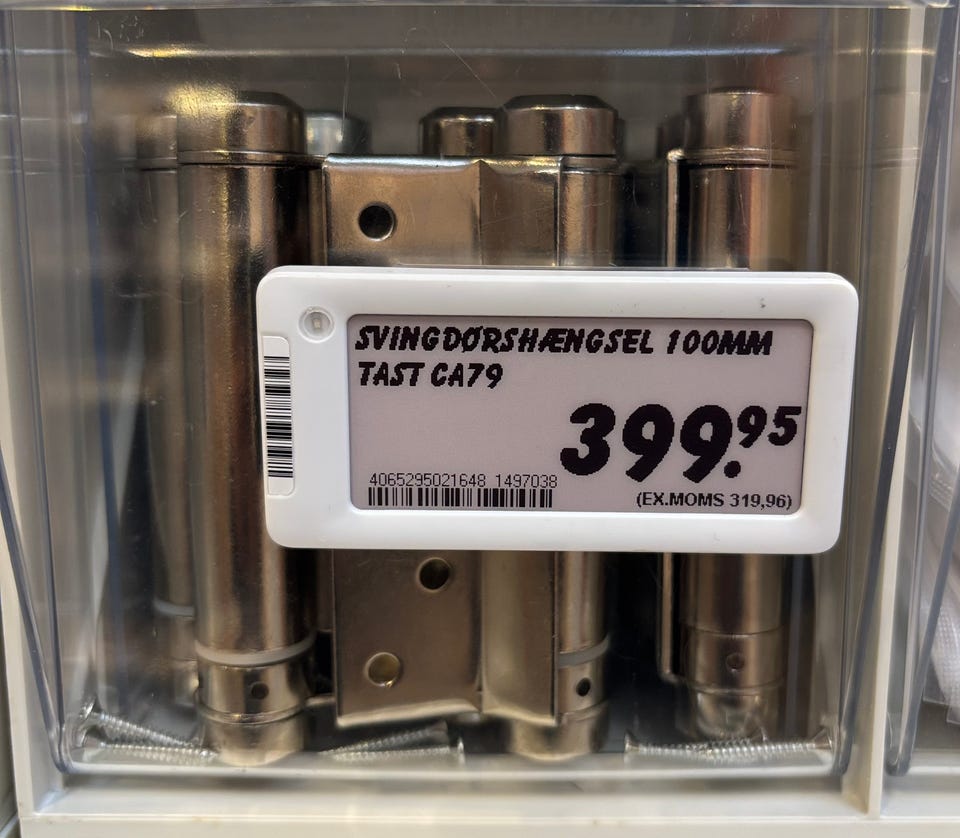 SVINGDØRSHÆNGSEL 100MM
TAST CA79
399.95
4065295021648 1497038
(EX.MOMS 319,96)